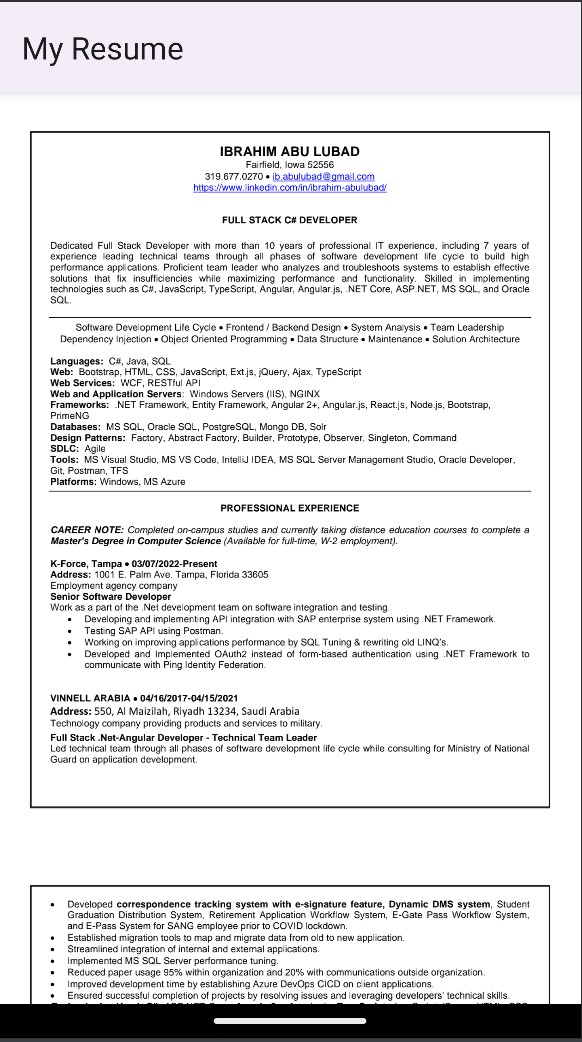 My Resume
IBRAHIM ABU LUBAD
Fairfield, Iowa 52556
319.677.0270 • ib.abulubad@gmail.com
https://www.linkedin.com/in/ibrahim-abulubad/
FULL STACK C# DEVELOPER
Dedicated Full Stack Developer with more than 10 years of professional IT experience, including 7 years of
experience leading technical teams through all phases of software development life cycle to build high
performance applications. Proficient team leader who analyzes and troubleshoots systems to establish effective
solutions that fix insufficiencies while maximizing performance and functionality. Skilled in implementing
technologies such as C#, JavaScript, TypeScript, Angular, Angular.js, .NET Core, ASP.NET, MS SQL, and Oracle
SQL.
Software Development Life Cycle • Frontend / Backend Design • System Analysis • Team Leadership
Dependency Injection • Object Oriented Programming • Data Structure • Maintenance • Solution Architecture
Languages: C#, Java, SQL
Web: Bootstrap, HTML, CSS, JavaScript, Ext.js, jQuery, Ajax, TypeScript
Web Services: WCF, RESTful API
Web and Application Servers: Windows Servers (IIS), NGINX
Frameworks: .NET Framework, Entity Framework, Angular 2+, Angular.js, React.js, Node.js, Bootstrap,
PrimeNG
Databases: MS SQL, Oracle SQL, PostgreSQL, Mongo DB, Solr
Design Patterns: Factory, Abstract Factory, Builder, Prototype, Observer, Singleton, Command
SDLC: Agile
Tools: MS Visual Studio, MS VS Code, IntelliJ IDEA, MS SQL Server Management Studio, Oracle Developer,
Git, Postman, TFS
Platforms: Windows, MS Azure
PROFESSIONAL EXPERIENCE
CAREER NOTE: Completed on-campus studies and currently taking distance education courses to complete a
Master's Degree in Computer Science (Available for full-time, W-2 employment).
K-Force, Tampa • 03/07/2022-Present
Address: 1001 E. Palm Ave. Tampa, Florida 33605
Employment agency company
Senior Software Developer
Work as a part of the .Net development team on software integration and testing.
• Developing and implementing API integration with SAP enterprise system using .NET Framework.
• Testing SAP API using Postman.
• Working on improving applications performance by SQL Tuning & rewriting old LINQ's.
• Developed and Implemented OAuth2 instead of form-based authentication using .NET Framework to
communicate with Ping Identity Federation.
VINNELL ARABIA • 04/16/2017-04/15/2021
Address: 550, Al Maizilah, Riyadh 13234, Saudi Arabia
Technology company providing products and services to military.
Full Stack .Net-Angular Developer - Technical Team Leader
Led technical team through all phases of software development life cycle while consulting for Ministry of National
Guard on application development.
• Developed correspondence tracking system with e-signature feature, Dynamic DMS system, Student
Graduation Distribution System, Retirement Application Workflow System, E-Gate Pass Workflow System,
and E-Pass System for SANG employee prior to COVID lockdown.
• Established migration tools to map and migrate data from old to new application.
• Streamlined integration of internal and external applications.
• Implemented MS SQL Server performance tuning.
• Reduced paper usage 95% within organization and 20% with communications outside organization.
• Improved development time by establishing Azure DevOps CICD on client applications.
• Ensured successful completion of projects by resolving issues and leveraging developers' technical skills.